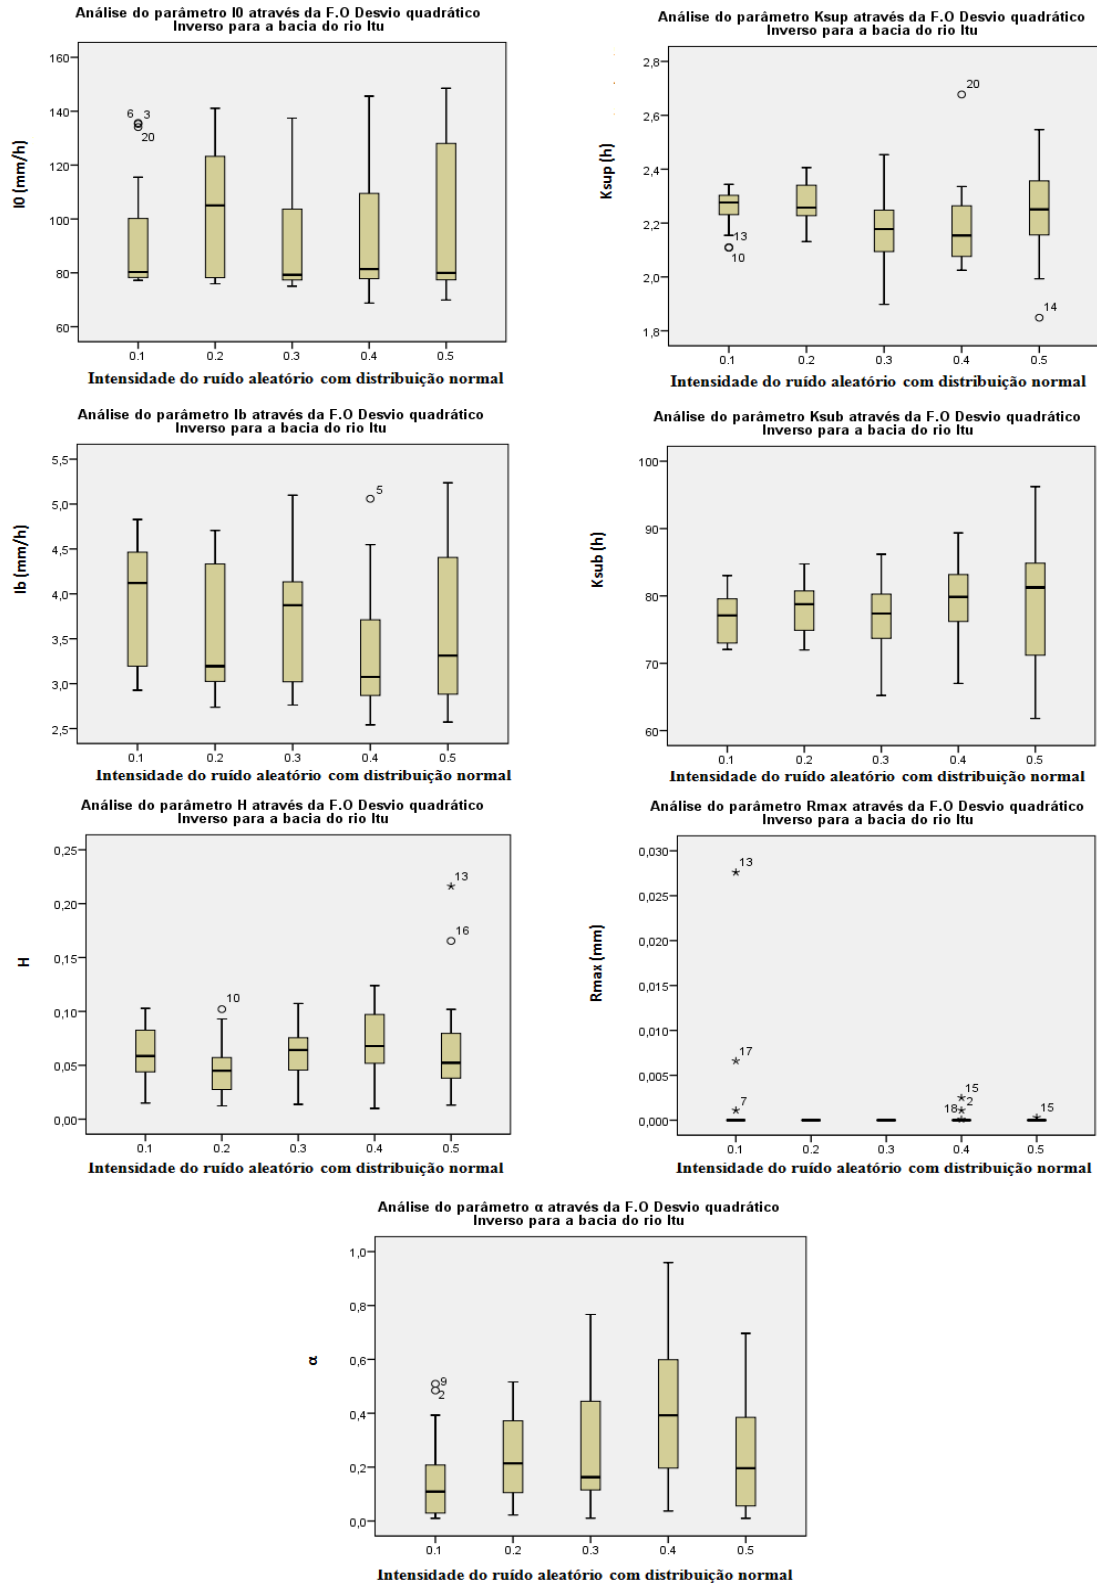 Análise do parâmetro I0 através da F.O Desvio quadrático
Inverso para a bacia do rio Itu
I0 (mm/h)
160
140
120
100
80
60
6 3
20
0.1 0.2 0.3 0.4 0.5
Intensidade do ruído aleatório com distribuição normal
Análise do parâmetro Ksup através da F.O Desvio quadrático
Inverso para a bacia do rio Itu
Ksup (h)
2,8
2,6
2,4
2,2
2,0
1,8
13
10
20
14
0.1 0.2 0.3 0.4 0.5
Intensidade do ruído aleatório com distribuição normal
Análise do parâmetro Ib através da F.O Desvio quadrático
Inverso para a bacia do rio Itu
Ib (mm/h)
5,5
5,0
4,5
4,0
3,5
3,0
2,5
5
0.1 0.2 0.3 0.4 0.5
Intensidade do ruído aleatório com distribuição normal
Análise do parâmetro Ksub através da F.O Desvio quadrático
Inverso para a bacia do rio Itu
Ksub (h)
100
90
80
70
60
0.1 0.2 0.3 0.4 0.5
Intensidade do ruído aleatório com distribuição normal
Análise do parâmetro H através da F.O Desvio quadrático
Inverso para a bacia do rio Itu
H
0,25
0,20
0,15
0,10
0,05
0,00
10
13
16
0.1 0.2 0.3 0.4 0.5
Intensidade do ruído aleatório com distribuição normal
Análise do parâmetro Rmax através da F.O Desvio quadrático
Inverso para a bacia do rio Itu
Rmax (mm)
0,030
0,025
0,020
0,015
0,010
0,005
0,000
13
17
7
15
18 2
15
0.1 0.2 0.3 0.4 0.5
Intensidade do ruído aleatório com distribuição normal
Análise do parâmetro α através da F.O Desvio quadrático
Inverso para a bacia do rio Itu
α
1,0
0,8
0,6
0,4
0,2
0,0
9
2
0.1 0.2 0.3 0.4 0.5
Intensidade do ruído aleatório com distribuição normal